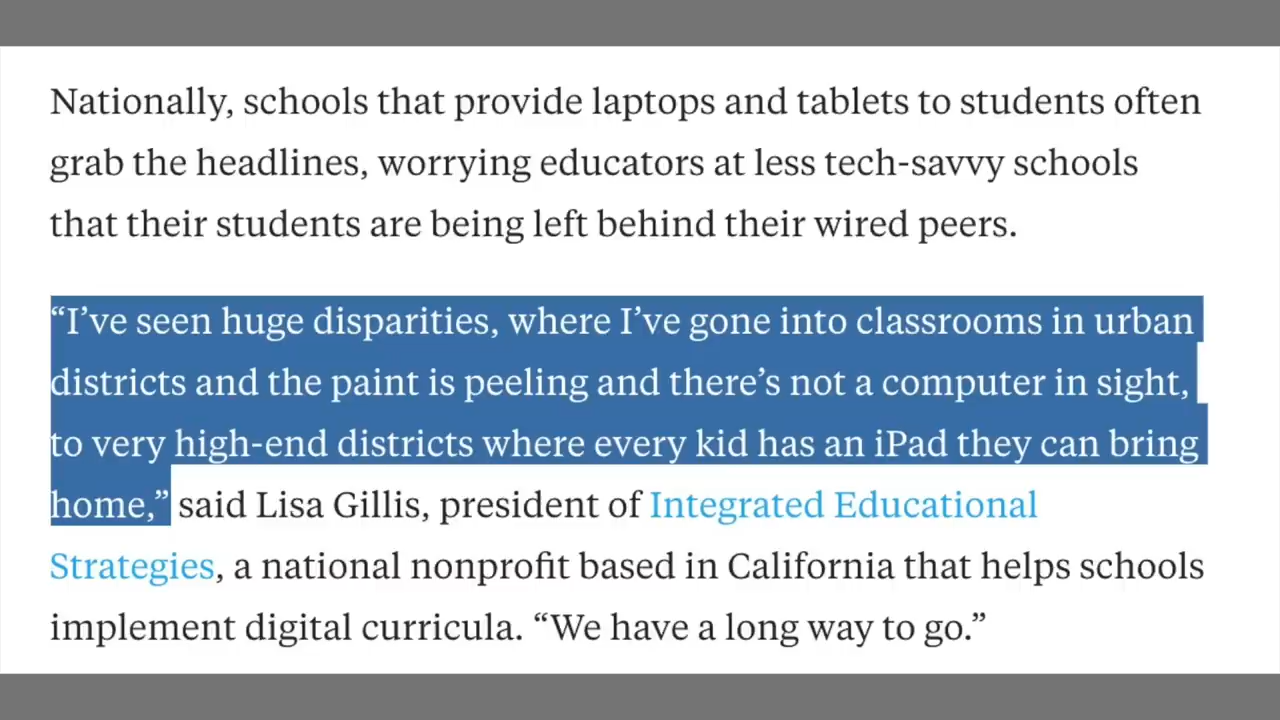 Nationally, schools that provide laptops and tablets to students often
grab the headlines, worrying educators at less tech-savvy schools
that their students are being left behind their wired peers.
“I’ve seen huge disparities, where I’ve gone into classrooms in urban
districts and the paint is peeling and there’s not a computer in sight,
to very high-end districts where every kid has an iPad they can bring
home,” said Lisa Gillis, president of Integrated Educational
Strategies, a national nonprofit based in California that helps schools
implement digital curricula. “We have a long way to go.”